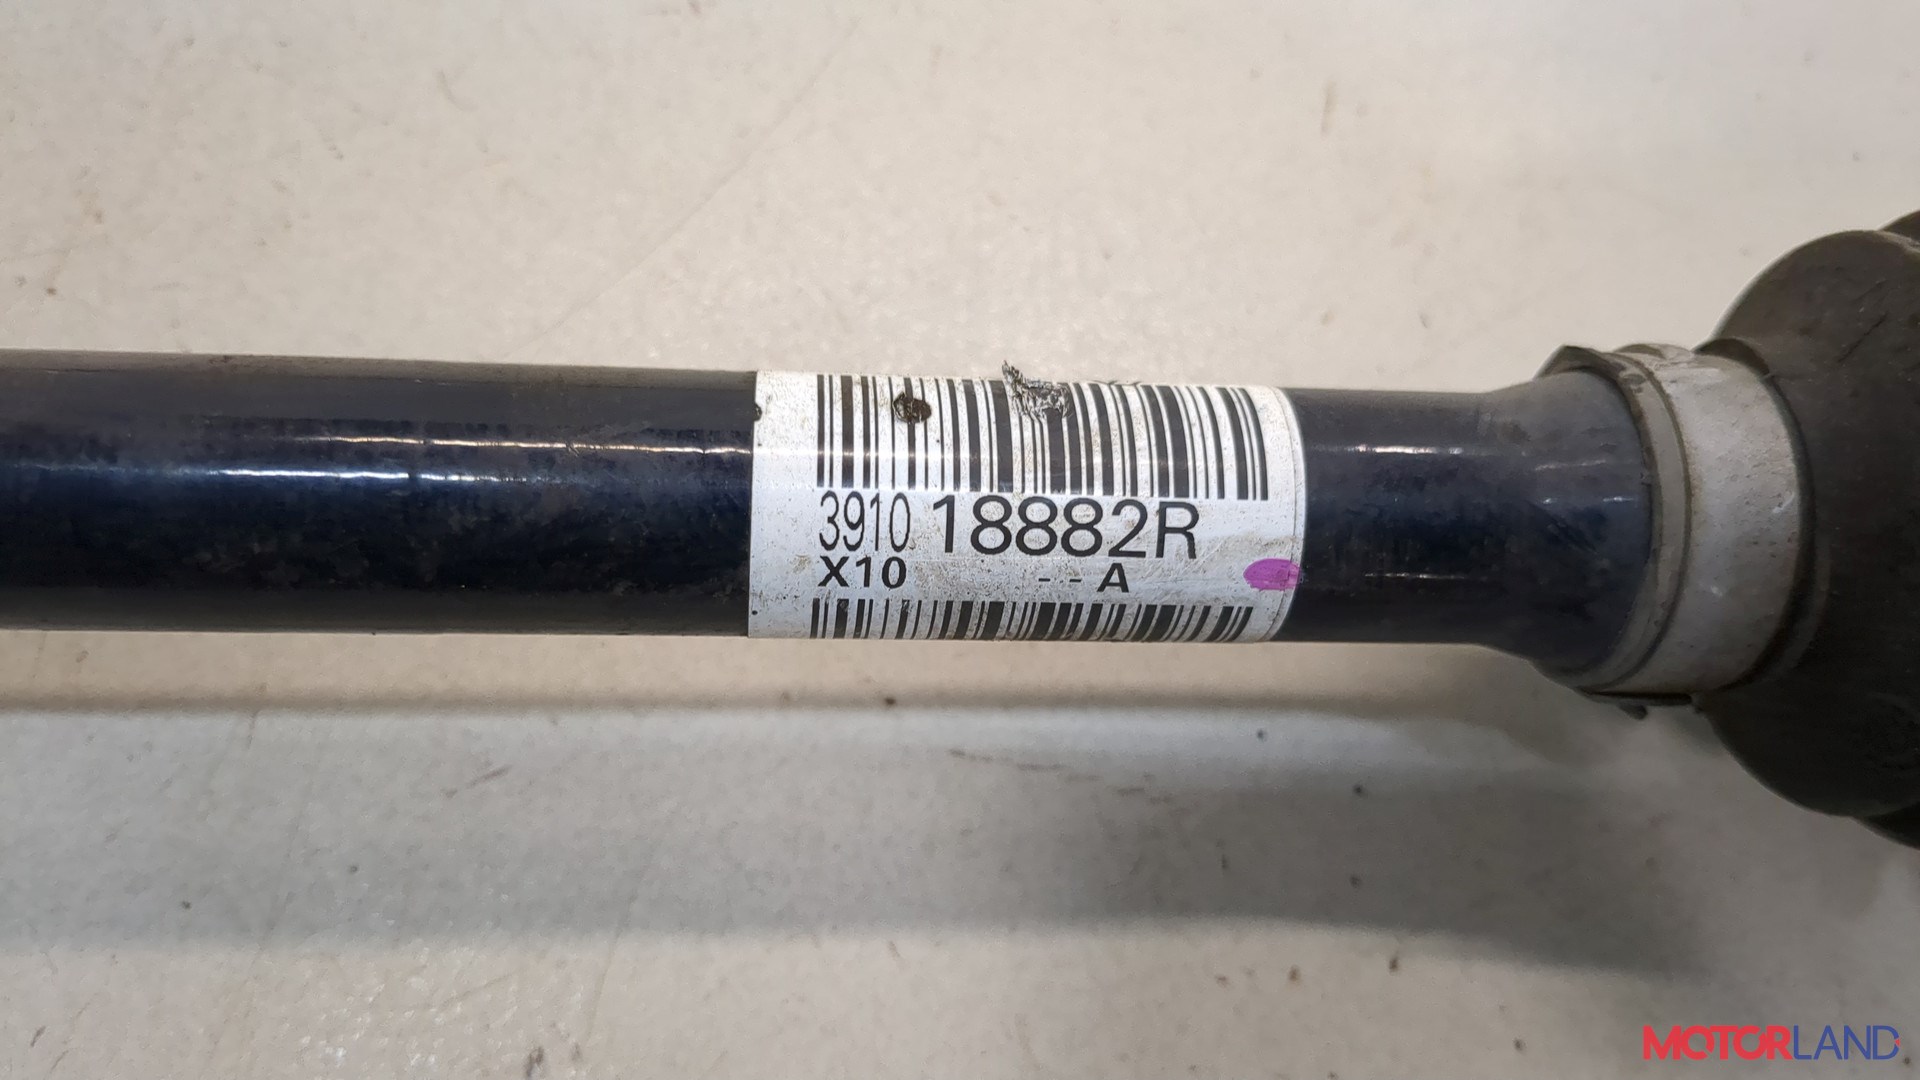 3910 18882R
X10 -- A
MOTORLAND